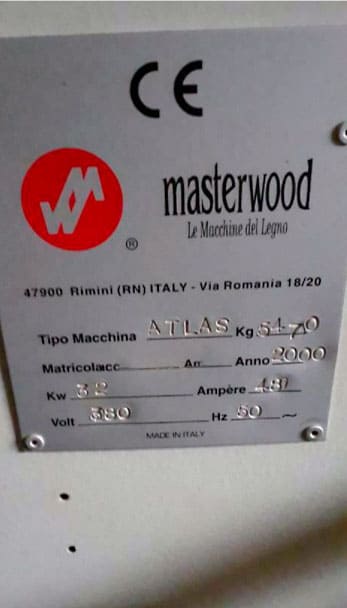 CE
masterwood
Le Macchine del Legno
®
47900 Rimini (RN) ITALY - Via Romania 18/20
Tipo Macchina ATLAS Kg 5470
Matricola Anno 2000
Kw 32 Ampère 48
Volt 380 Hz 50 ~
MADE IN ITALY